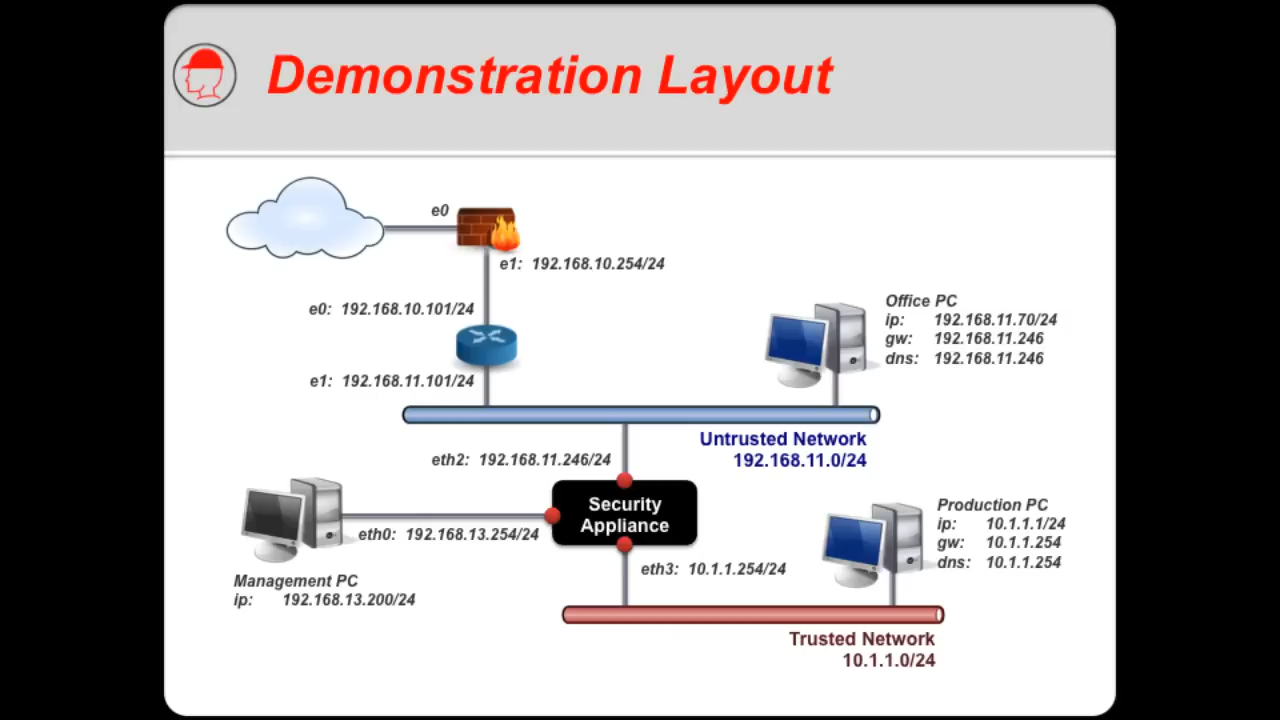 Demonstration Layout
e0
e1: 192.168.10.254/24
e0: 192.168.10.101/24
e1: 192.168.11.101/24
Office PC
ip: 192.168.11.70/24
gw: 192.168.11.246
dns: 192.168.11.246
Untrusted Network
192.168.11.0/24
eth2: 192.168.11.246/24
Security
Appliance
eth0: 192.168.13.254/24
Management PC
ip: 192.168.13.200/24
eth3: 10.1.1.254/24
Production PC
ip: 10.1.1.1/24
gw: 10.1.1.254
dns: 10.1.1.254
Trusted Network
10.1.1.0/24